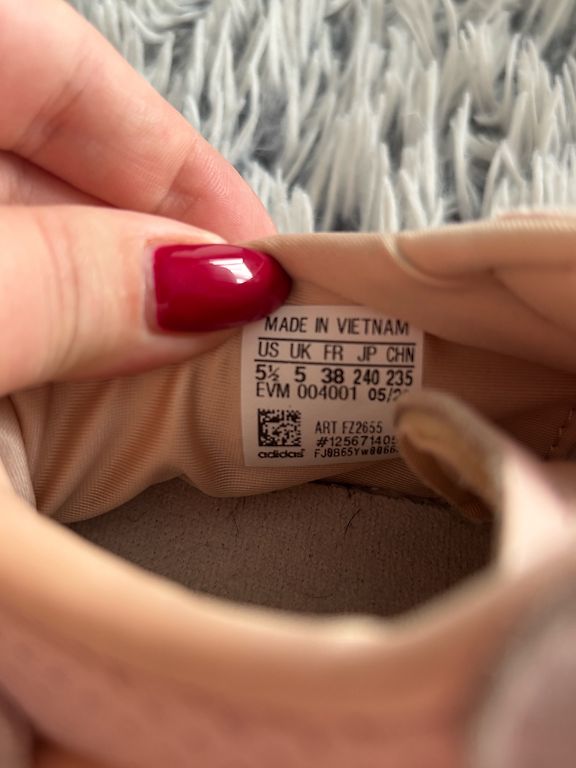 MADE IN VIETNAM
US UK FR JP CHN
5½ 5 38 240 235
EVM 004001
ART FZ2655
adidas